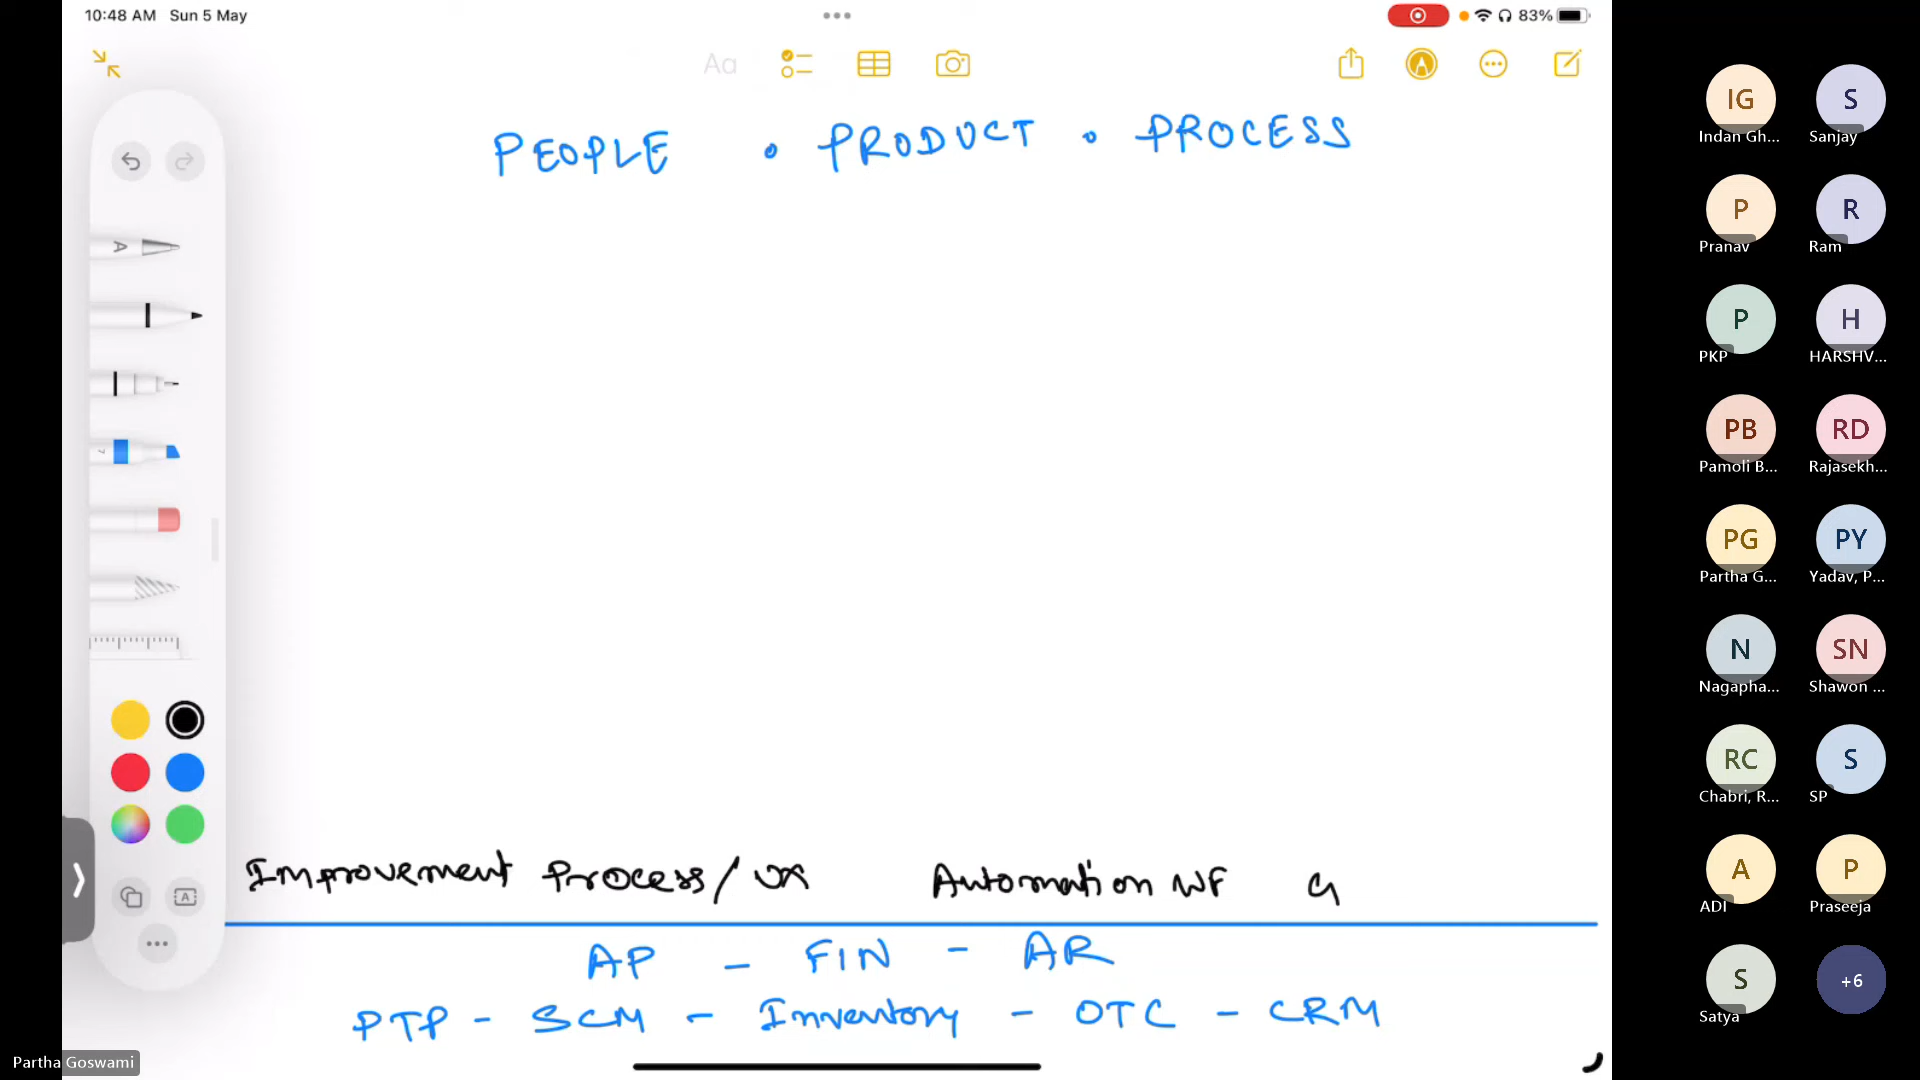 10:48 AM Sun 5 May
83%
Aa
PEOPLE • PRODUCT • PROCESS
IG S
Indan Gh... Sanjay
P R
Pranav Ram
P H
PKP HARSHV...
PB RD
Pamoli B... Rajasekh...
PG PY
Partha G... Yadav, P...
N SN
Nagapha... Shawon ...
RC S
Chabri, R... SP
A P
ADI Praseeja
S +6
Satya
Improvement Process/UX Automation WF
AP - FIN - AR
PTP - SCM - Inventory - OTC - CRM
Partha Goswami